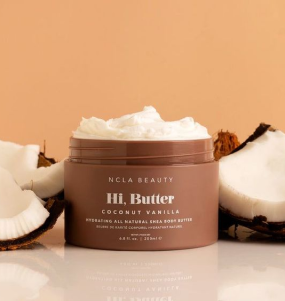 NCLA BEAUTY
Hi, Butter
COCONUT VANILLA
HYDRATING ALL NATURAL SHEA BODY BUTTER